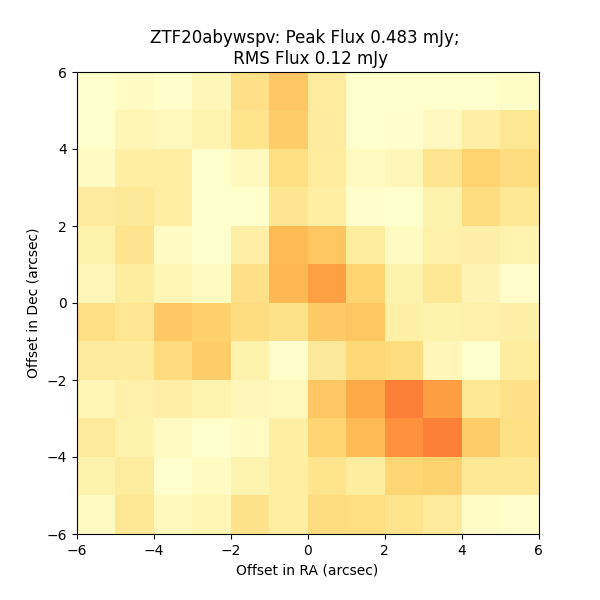 ZTF20abywspv: Peak Flux 0.483 mJy;
RMS Flux 0.12 mJy
6
4
2
0
−2
−4
−6
Offset in Dec (arcsec)
−6 −4 −2 0 2 4 6
Offset in RA (arcsec)